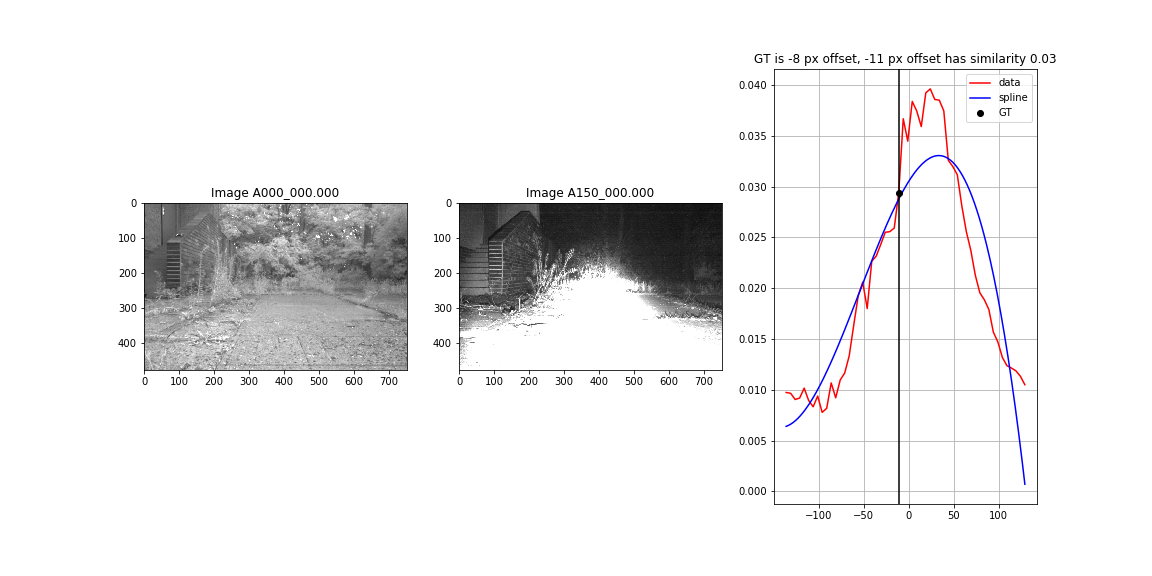 GT is -8 px offset, -11 px offset has similarity 0.03
data
spline
GT
0.040
0.035
0.030
0.025
0.020
0.015
0.010
0.005
0.000
−100 −50 0 50 100
Image A000_000.000
0
100
200
300
400
0 100 200 300 400 500 600 700
Image A150_000.000
0
100
200
300
400
0 100 200 300 400 500 600 700